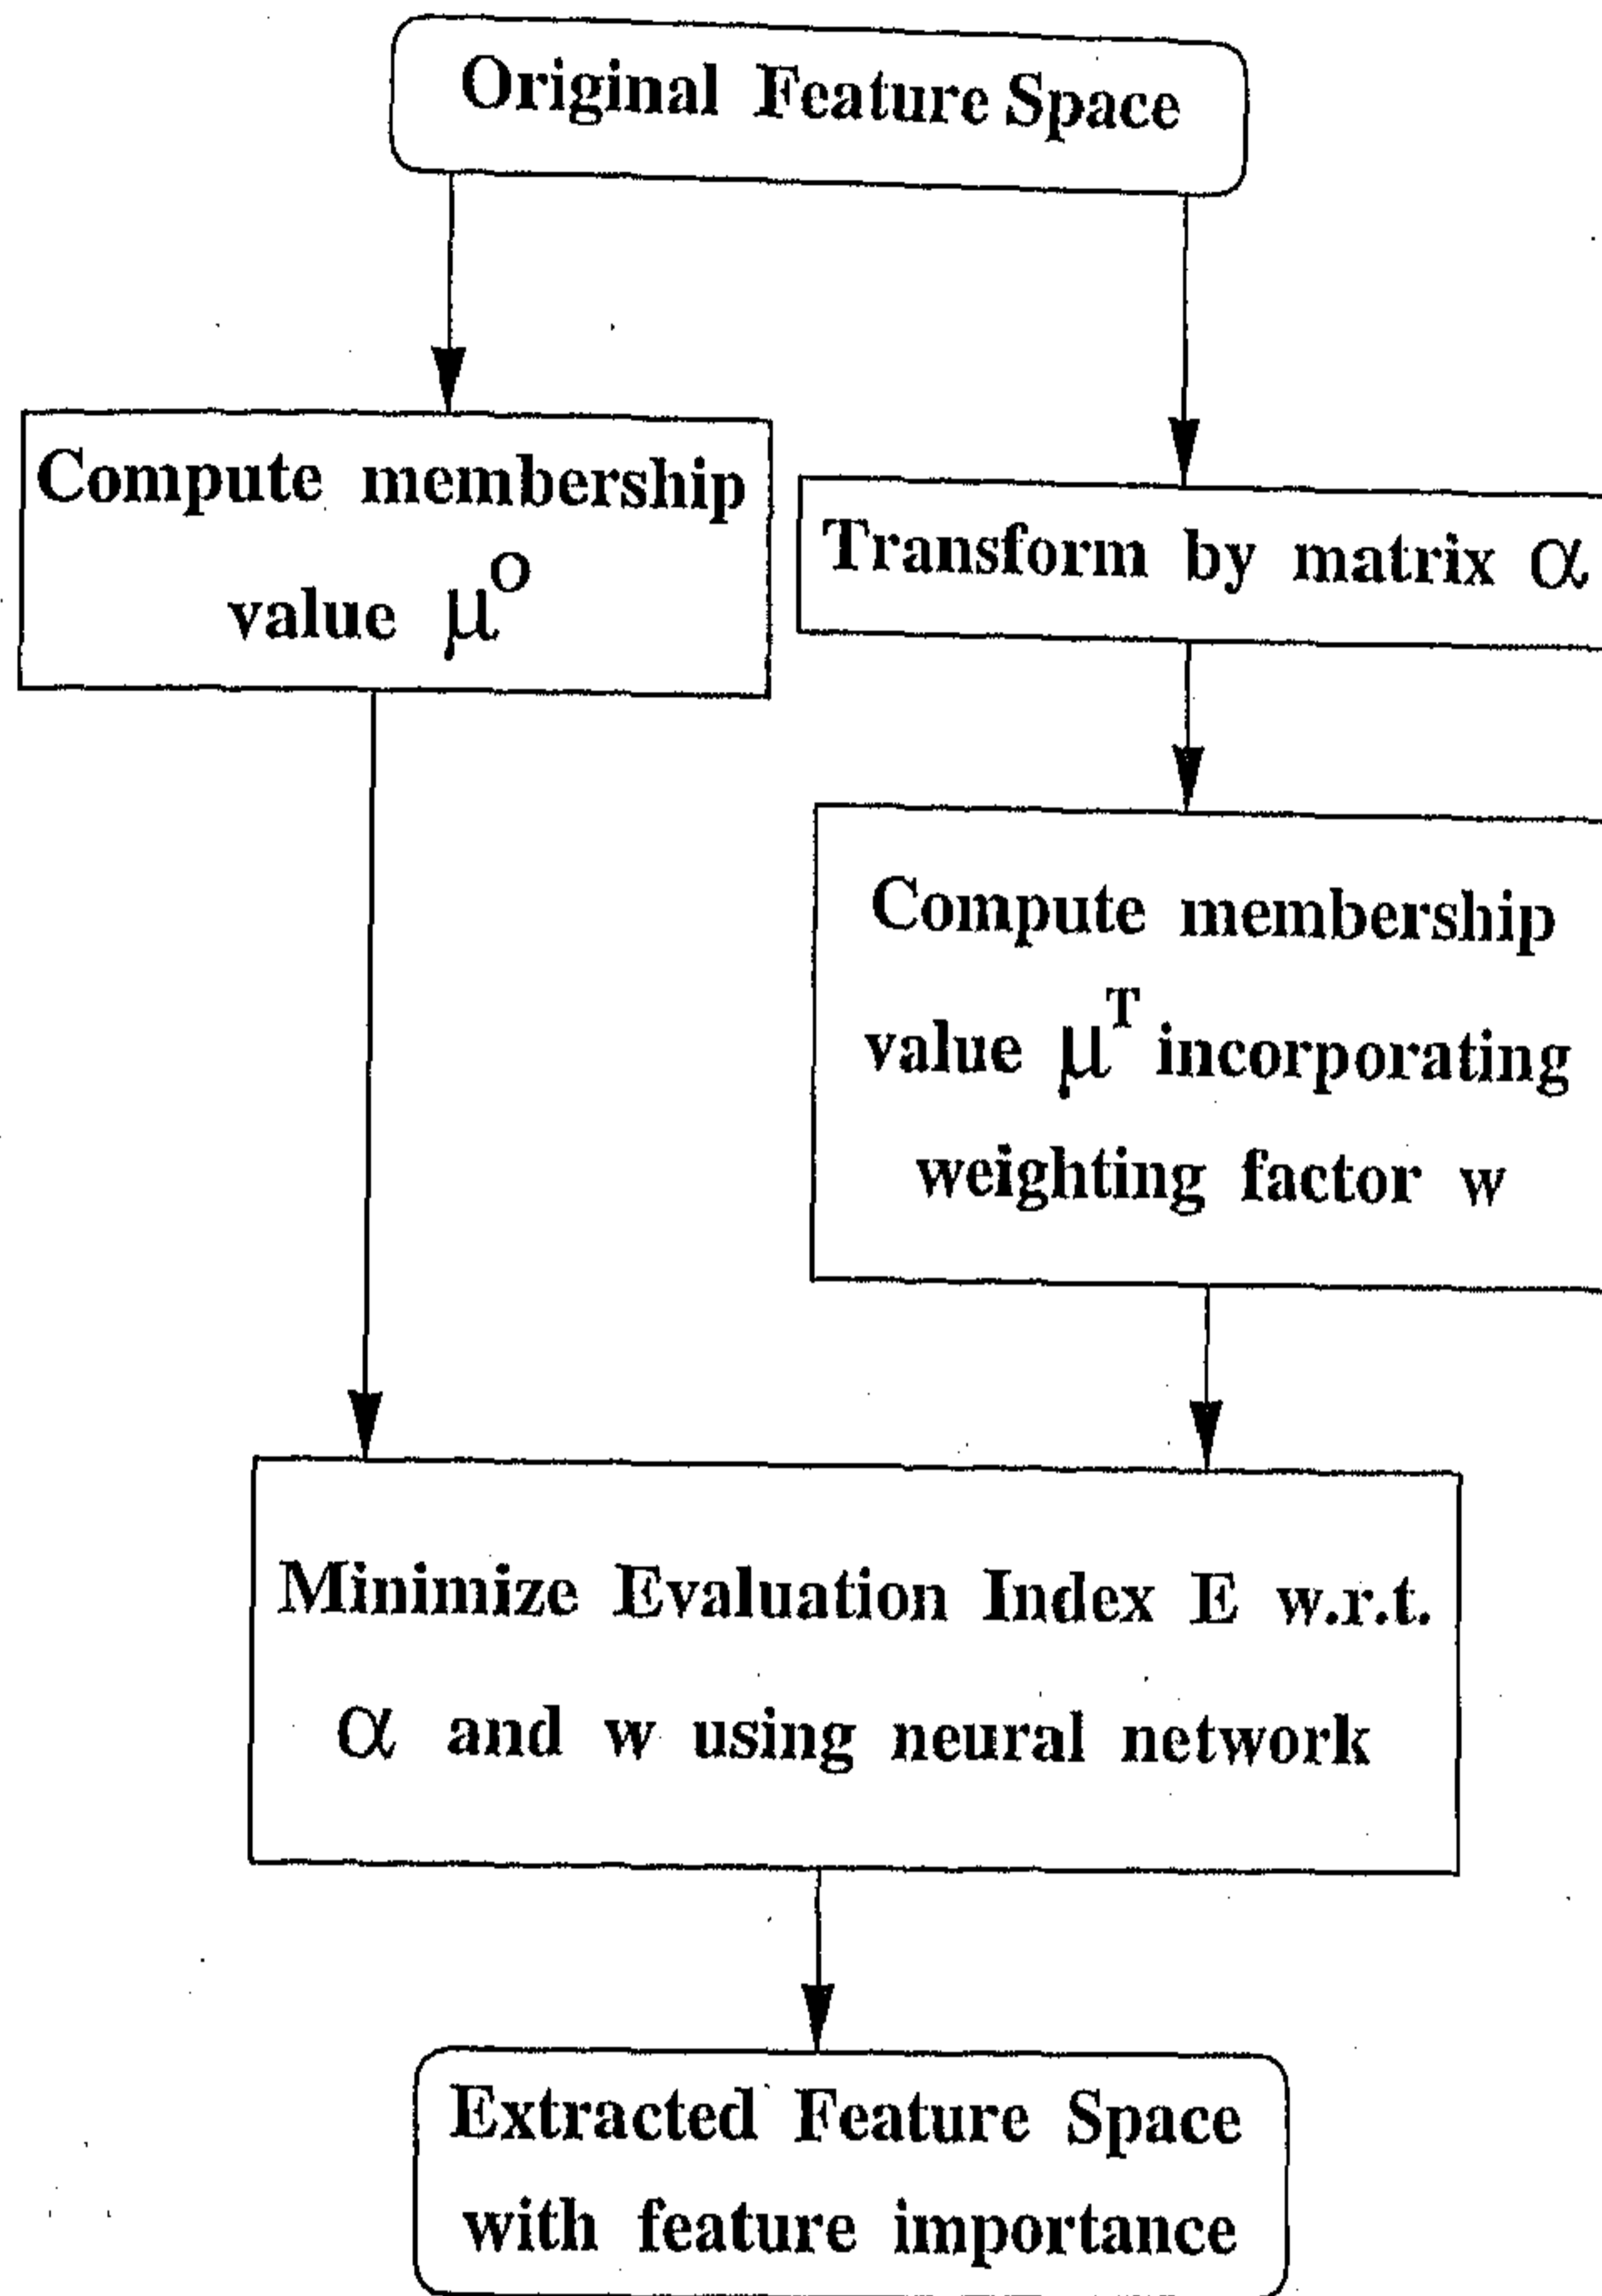 Original Feature Space
Compute membership
value μ^O
Transform by matrix α
Compute membership
value μ^T incorporating
weighting factor w
Minimize Evaluation Index E w.r.t.
α and w using neural network
Extracted Feature Space
with feature importance